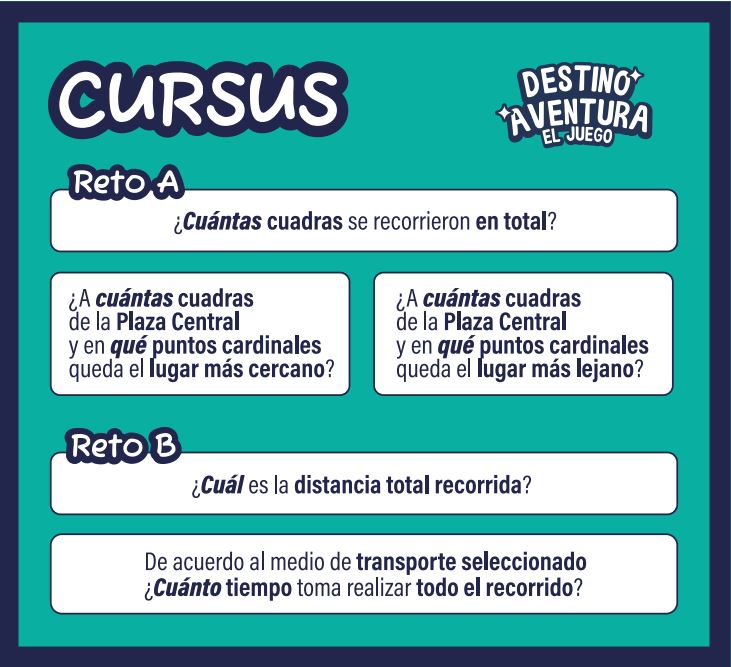 CURSUS
DESTINO
AVENTURA
EL JUEGO
Reto A
¿Cuántas cuadras se recorrieron en total?
¿A cuántas cuadras
de la Plaza Central
y en qué puntos cardinales
queda el lugar más cercano?
¿A cuántas cuadras
de la Plaza Central
y en qué puntos cardinales
queda el lugar más lejano?
Reto B
¿Cuál es la distancia total recorrida?
De acuerdo al medio de transporte seleccionado
¿Cuánto tiempo toma realizar todo el recorrido?